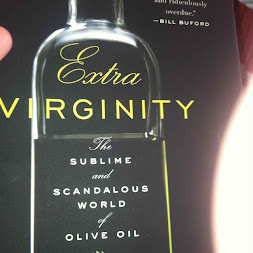 and ridiculously
overdue."
—BILL BUFORD
Extra
VIRGINITY
The
SUBLIME
and
SCANDALOUS
WORLD
of
OLIVE OIL